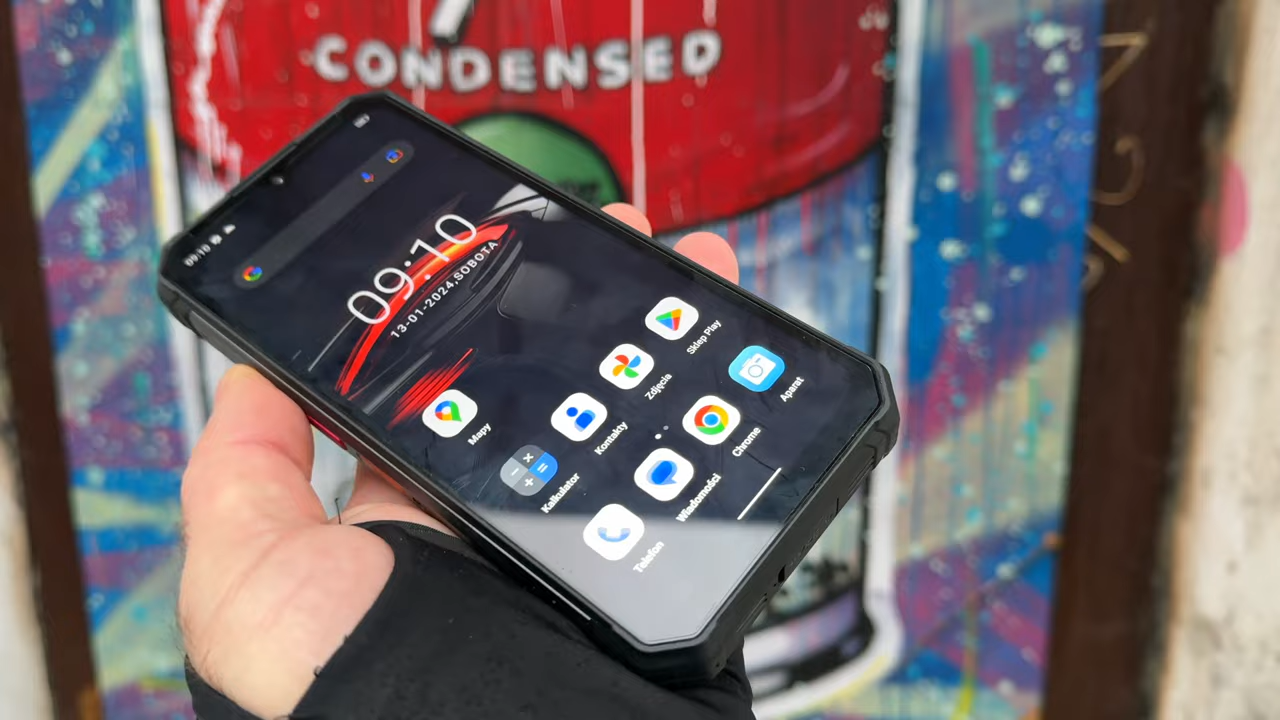 CONDENSED
09:10
09:10
13-01-2024,SOBOTA
Mapy
Kontakty
Zdjęcia
Sklep Play
Kalkulator
Wiadomości
Chrome
Aparat
Telefon